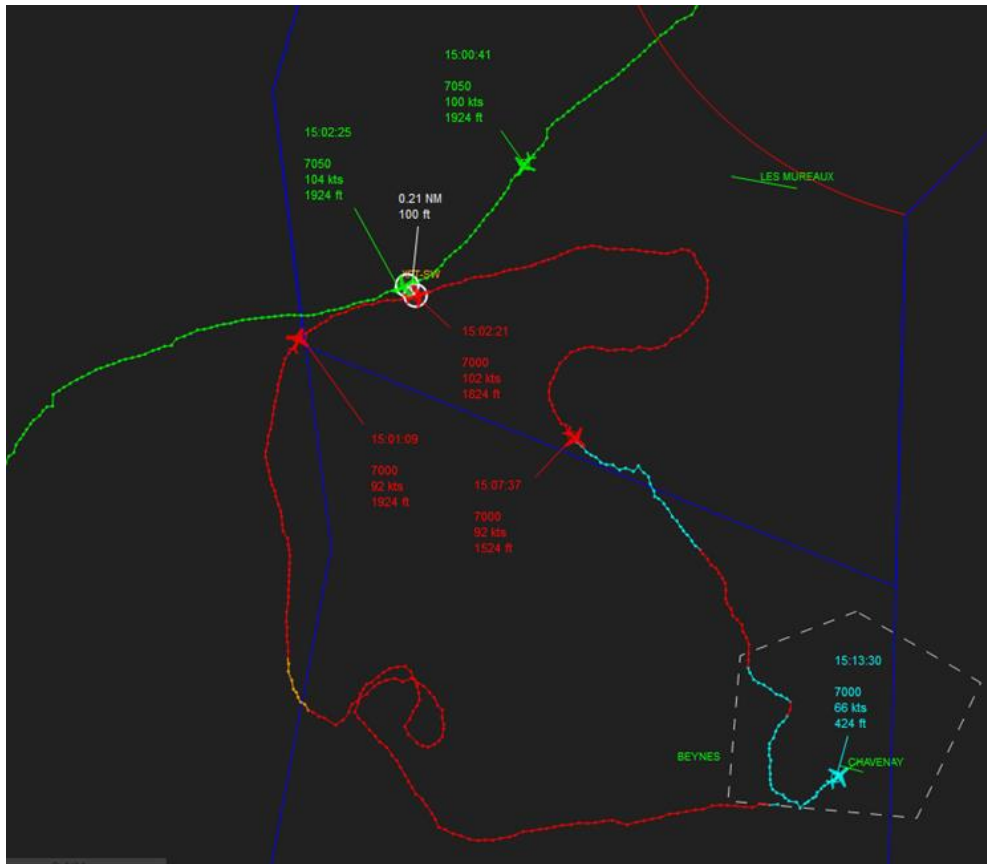 15:00:41
7050
100 kts
1924 ft
15:02:25
7050
104 kts
1924 ft
LES MUREAUX
0.21 NM
100 ft
15:02:21
7000
102 kts
1824 ft
15:01:09
7000
92 kts
1924 ft
15:07:37
7000
92 kts
1524 ft
15:13:30
7000
66 kts
424 ft
BEYNES
CHAVENAY